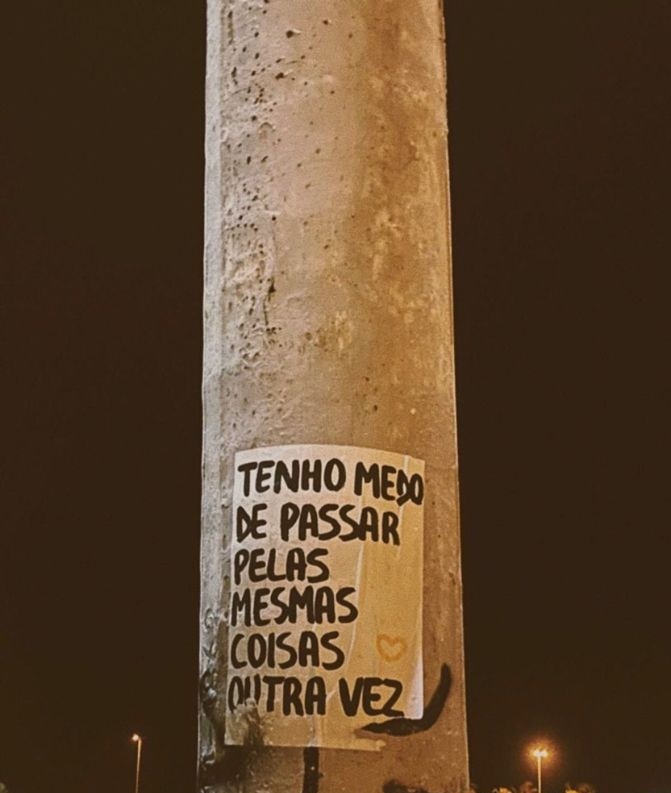 TENHO MEDO
DE PASSAR
PELAS
MESMAS
COISAS
OUTRA VEZ